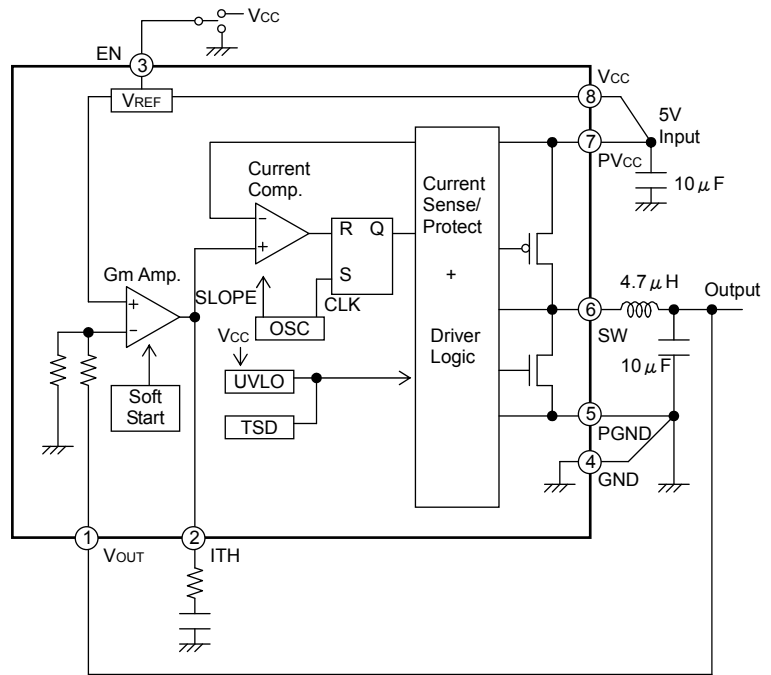 VCC
EN
3
VCC
VREF
8
5V
Input
7
PVCC
10μF
Current
Comp.
Current
Sense/
Protect
+
Driver
Logic
−
+
R Q
S
Gm Amp.
+
−
SLOPE
CLK
OSC
4.7μH
Output
6
SW
10μF
VCC
UVLO
TSD
Soft
Start
5
PGND
4
GND
1
VOUT
2
ITH